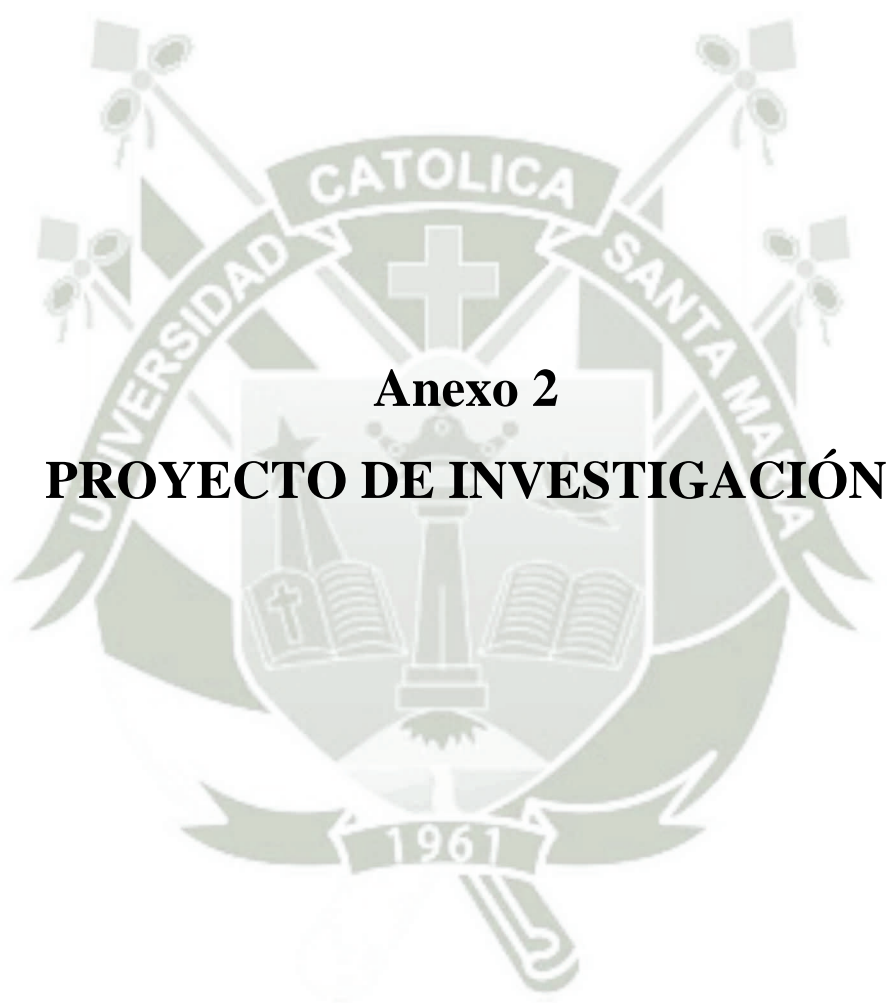 UNIVERSIDAD CATOLICA SANTA MARIA
Anexo 2
PROYECTO DE INVESTIGACIÓN
1961